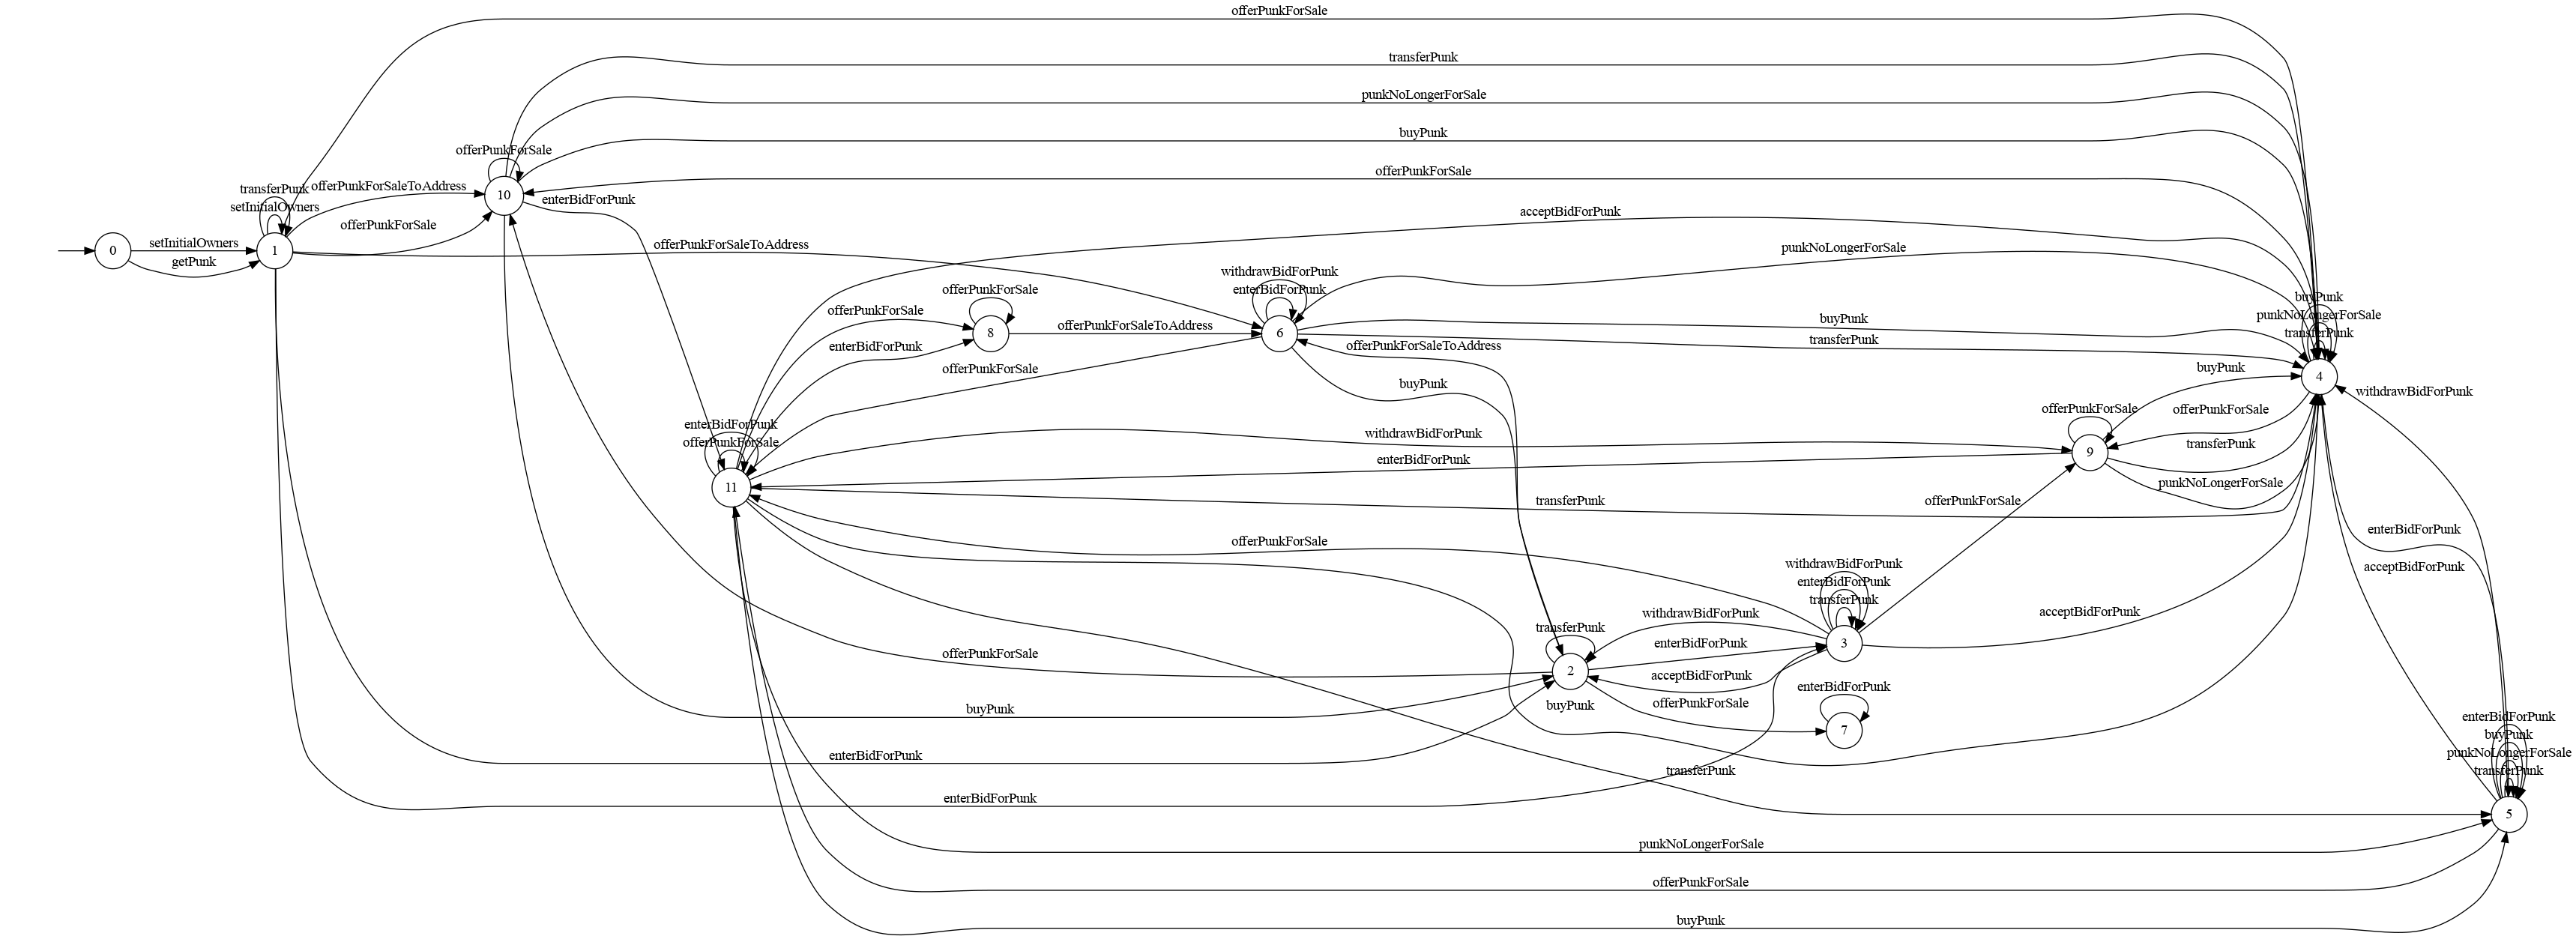 offerPunkForSale
transferPunk
punkNoLongerForSale
buyPunk
offerPunkForSale
offerPunkForSale
10
enterBidForPunk
transferPunk
offerPunkForSaleToAddress
setInitialOwners
offerPunkForSale
acceptBidForPunk
0
setInitialOwners
getPunk
1
offerPunkForSaleToAddress
punkNoLongerForSale
withdrawBidForPunk
enterBidForPunk
6
offerPunkForSale
offerPunkForSale
8
offerPunkForSaleToAddress
enterBidForPunk
offerPunkForSale
buyPunk
transferPunk
offerPunkForSaleToAddress
buyPunk
buyPunk
punkNoLongerForSale
transferPunk
4
buyPunk
withdrawBidForPunk
offerPunkForSale
offerPunkForSale
9
transferPunk
punkNoLongerForSale
enterBidForPunk
offerPunkForSale
11
withdrawBidForPunk
enterBidForPunk
transferPunk
offerPunkForSale
offerPunkForSale
enterBidForPunk
acceptBidForPunk
withdrawBidForPunk
enterBidForPunk
transferPunk
3
acceptBidForPunk
withdrawBidForPunk
transferPunk
enterBidForPunk
2
acceptBidForPunk
offerPunkForSale
offerPunkForSale
enterBidForPunk
7
buyPunk
buyPunk
enterBidForPunk
transferPunk
enterBidForPunk
enterBidForPunk
buyPunk
punkNoLongerForSale
transferPunk
5
punkNoLongerForSale
offerPunkForSale
buyPunk